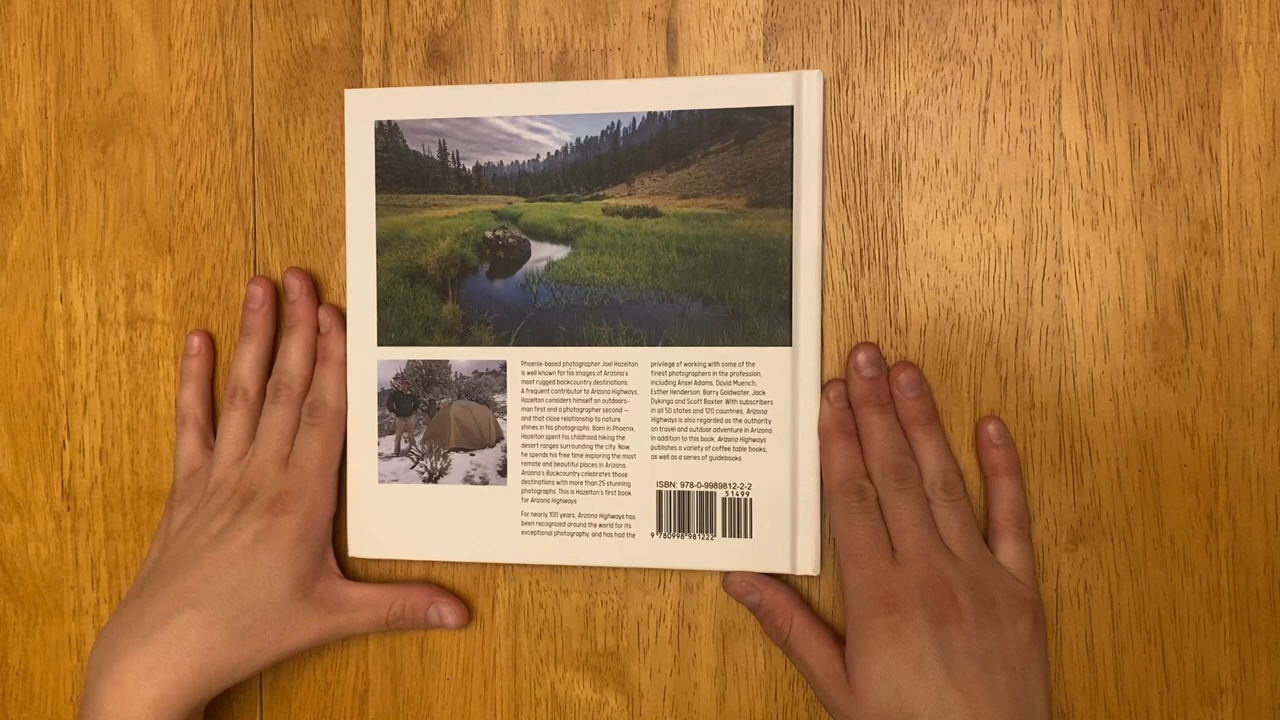 Phoenix-based photographer Joel Hazelton
is well known for his images of Arizona's
most rugged backcountry destinations.
A frequent contributor to Arizona Highways,
Hazelton considers himself an outdoors-
man first and a photographer second —
and that close relationship to nature
shines in his photographs. Born in Phoenix,
Hazelton spent his childhood hiking the
desert ranges surrounding the city. Now,
he spends his free time exploring the most
remote and beautiful places in Arizona.
Arizona's Backcountry celebrates those
destinations with more than 25 stunning
photographs. This is Hazelton's first book
for Arizona Highways.
For nearly 100 years, Arizona Highways has
been recognized around the world for its
exceptional photography, and has had the
privilege of working with some of the
finest photographers in the profession,
including Ansel Adams, David Muench,
Esther Henderson, Barry Goldwater, Jack
Dykinga and Scott Baxter. With subscribers
in all 50 states and 120 countries, Arizona
Highways is also regarded as the authority
on travel and outdoor adventure in Arizona.
In addition to this book, Arizona Highways
publishes a variety of coffee table books,
as well as a series of guidebooks.
ISBN: 978-0-9989812-2-2
51499
9 780998 981222